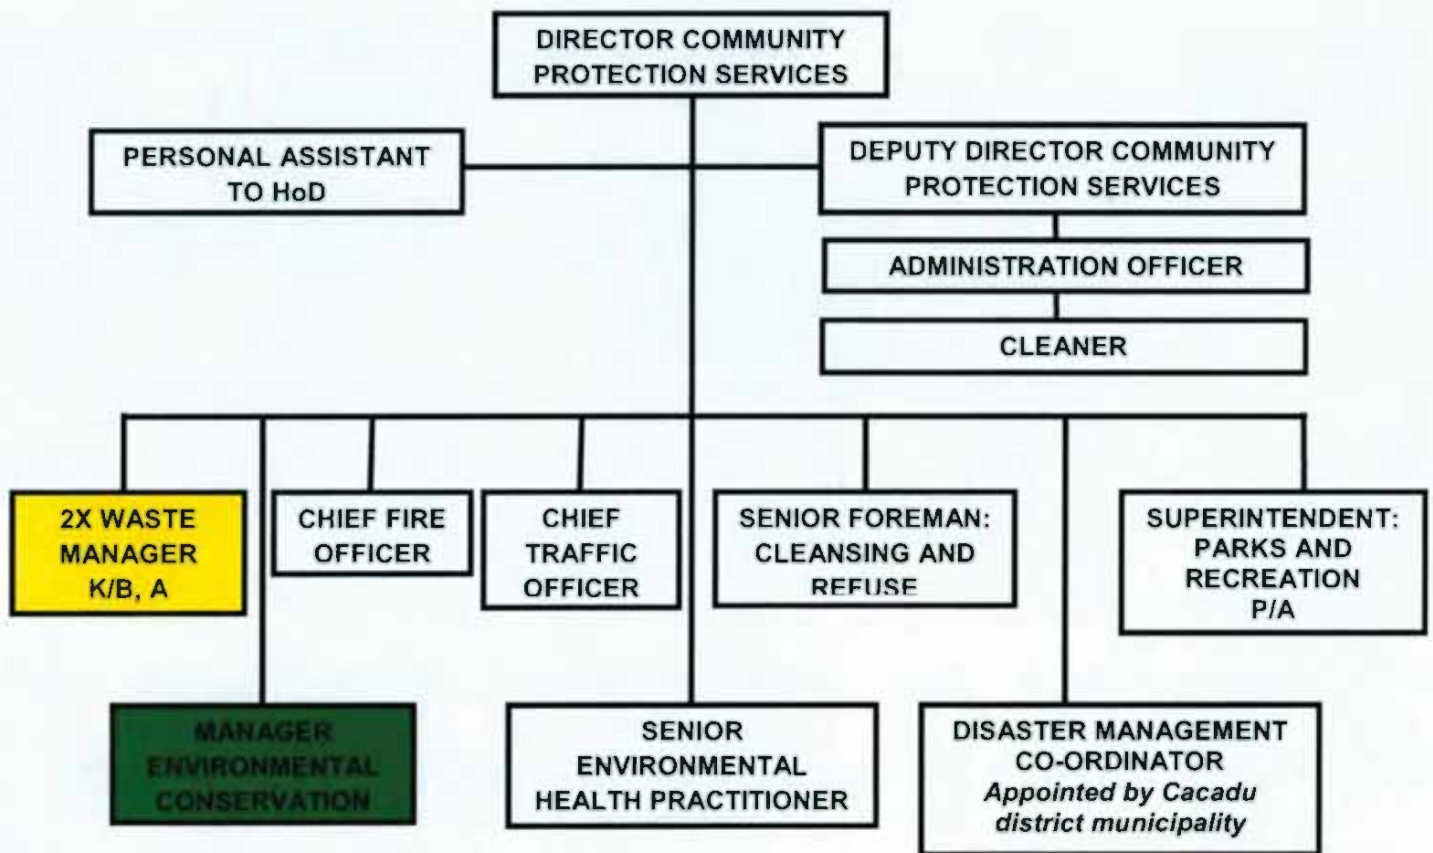 DIRECTOR COMMUNITY
PROTECTION SERVICES
PERSONAL ASSISTANT
TO HoD
DEPUTY DIRECTOR COMMUNITY
PROTECTION SERVICES
ADMINISTRATION OFFICER
CLEANER
2X WASTE
MANAGER
K/B, A
CHIEF FIRE
OFFICER
CHIEF
TRAFFIC
OFFICER
SENIOR FOREMAN:
CLEANSING AND
REFUSE
SUPERINTENDENT:
PARKS AND
RECREATION
P/A
MANAGER
ENVIRONMENTAL
CONSERVATION
SENIOR
ENVIRONMENTAL
HEALTH PRACTITIONER
DISASTER MANAGEMENT
CO-ORDINATOR
Appointed by Cacadu
district municipality